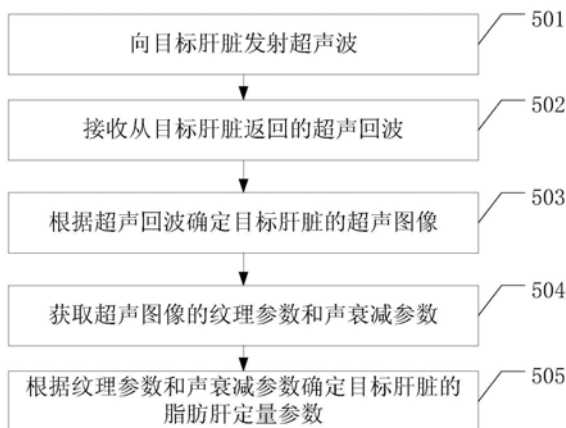 501
向目标肝脏发射超声波
502
接收从目标肝脏返回的超声回波
503
根据超声回波确定目标肝脏的超声图像
504
获取超声图像的纹理参数和声衰减参数
505
根据纹理参数和声衰减参数确定目标肝脏的
脂肪肝定量参数